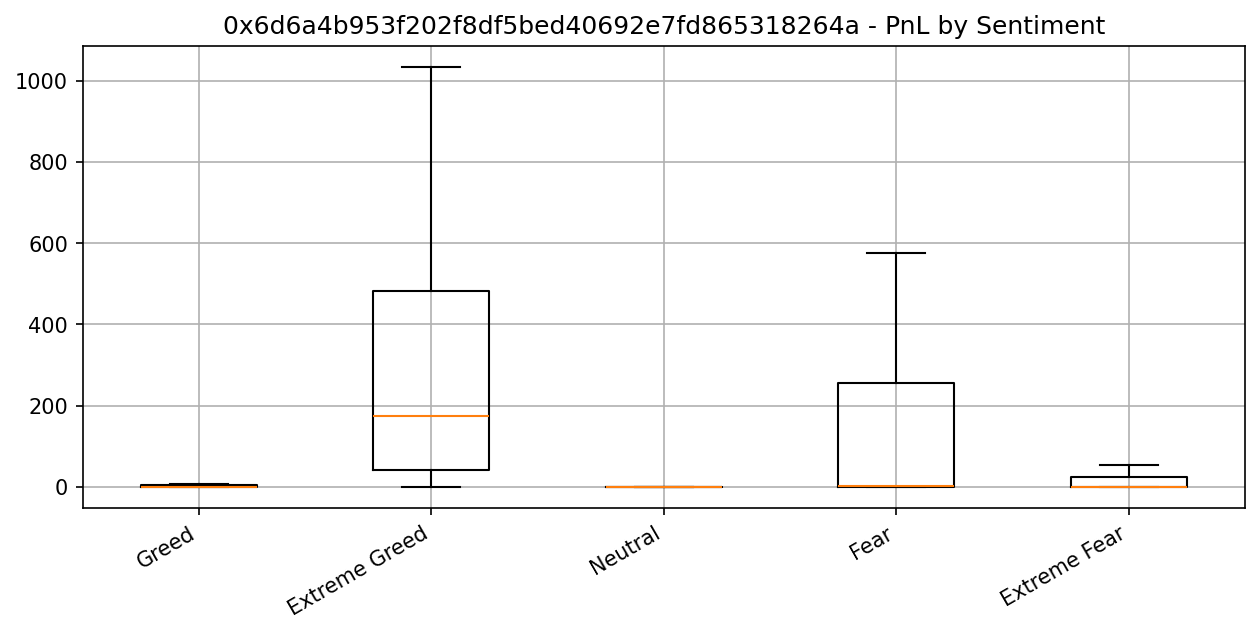 0x6d6a4b953f202f8df5bed40692e7fd865318264a - PnL by Sentiment
1000
800
600
400
200
0
Greed
Extreme Greed
Neutral
Fear
Extreme Fear